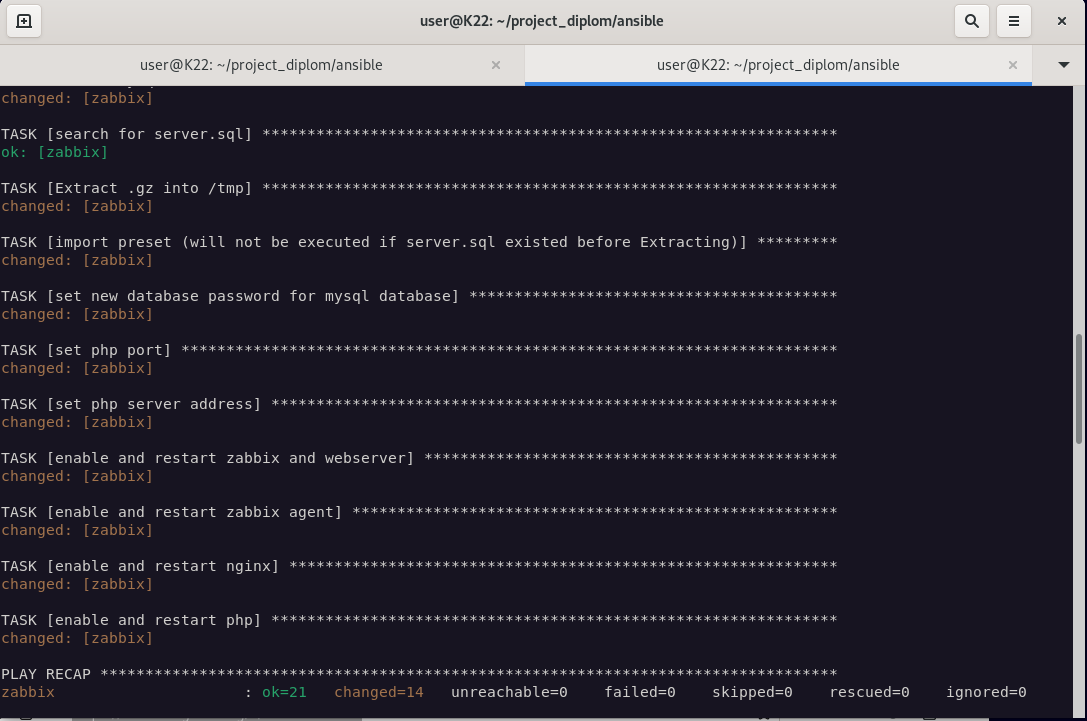 user@K22: ~/project_diplom/ansible
user@K22: ~/project_diplom/ansible
user@K22: ~/project_diplom/ansible
changed: [zabbix]
TASK [search for server.sql] ****************************************************************
ok: [zabbix]
TASK [Extract .gz into /tmp] ****************************************************************
changed: [zabbix]
TASK [import preset (will not be executed if server.sql existed before Extracting)] *********
changed: [zabbix]
TASK [set new database password for mysql database] *****************************************
changed: [zabbix]
TASK [set php port] *************************************************************************
changed: [zabbix]
TASK [set php server address] ***************************************************************
changed: [zabbix]
TASK [enable and restart zabbix and webserver] **********************************************
changed: [zabbix]
TASK [enable and restart zabbix agent] ******************************************************
changed: [zabbix]
TASK [enable and restart nginx] *************************************************************
changed: [zabbix]
TASK [enable and restart php] ***************************************************************
changed: [zabbix]
PLAY RECAP **********************************************************************************
zabbix                     : ok=21   changed=14   unreachable=0    failed=0    skipped=0    rescued=0    ignored=0